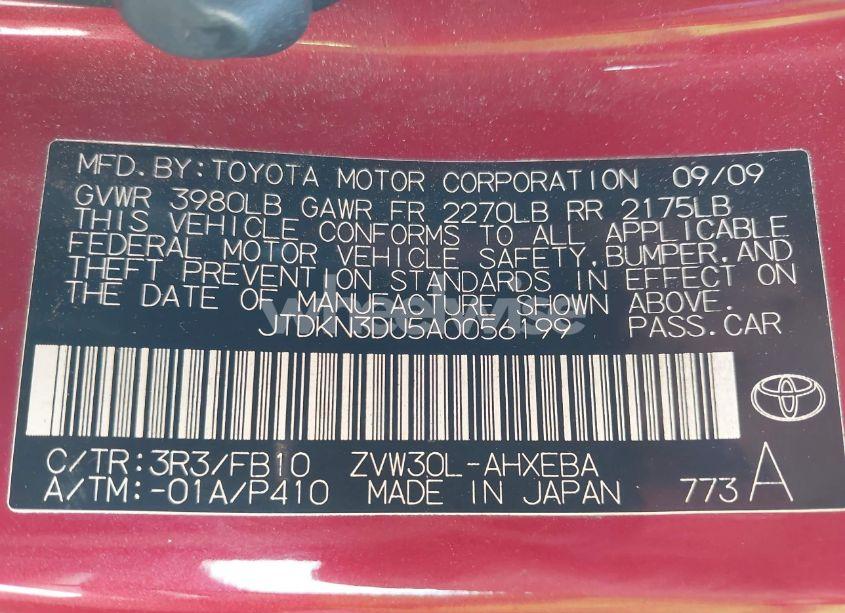 MFD. BY: TOYOTA MOTOR CORPORATION 09/09
GVWR 3980LB GAWR FR 2270LB RR 2175LB
THIS VEHICLE CONFORMS TO ALL APPLICABLE
FEDERAL MOTOR VEHICLE SAFETY, BUMPER, AND
THEFT PREVENTION STANDARDS IN EFFECT ON
THE DATE OF MANUFACTURE SHOWN ABOVE.
JTDKN3DU5A0056199 PASS. CAR
wheelwise
C/TR: 3R3/FB10 ZVW30L-AHXEBA
A/TM: -01A/P410 MADE IN JAPAN 773 A